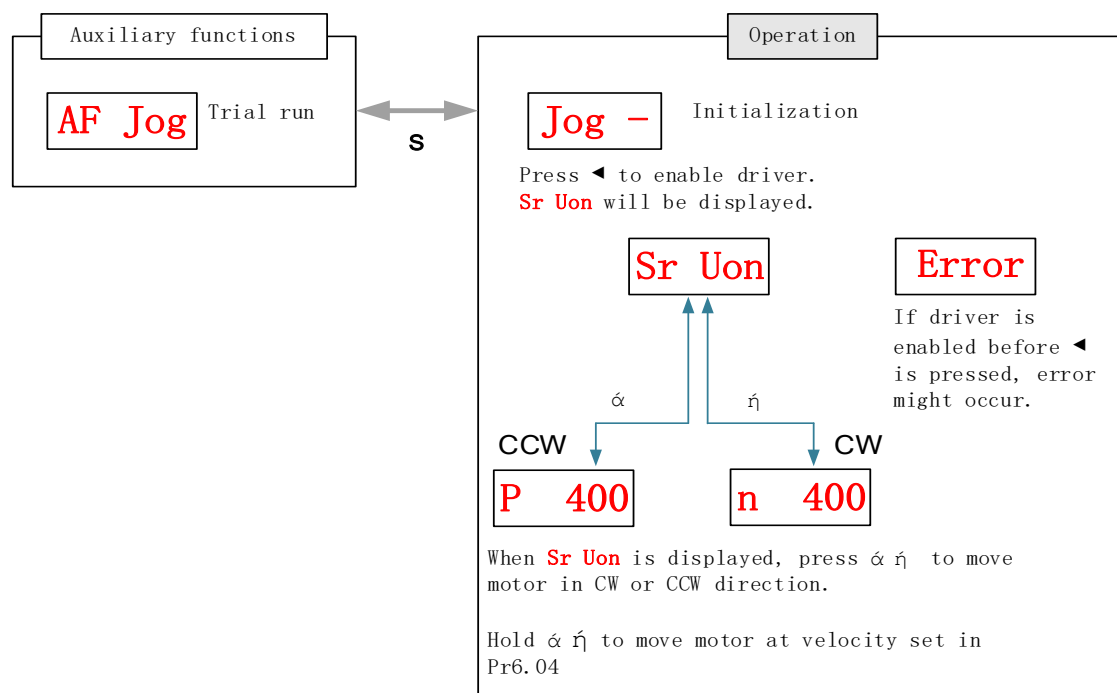 Auxiliary functions
AF Jog
Trial run
S
Operation
Jog -
Initialization
Press ◄ to enable driver.
Sr Uon will be displayed.
Sr Uon
Error
If driver is
enabled before ◄
is pressed, error
might occur.
ά
ή
CCW
CW
P 400
n 400
When Sr Uon is displayed, press ά ή to move
motor in CW or CCW direction.
Hold ά ή to move motor at velocity set in
Pr6.04